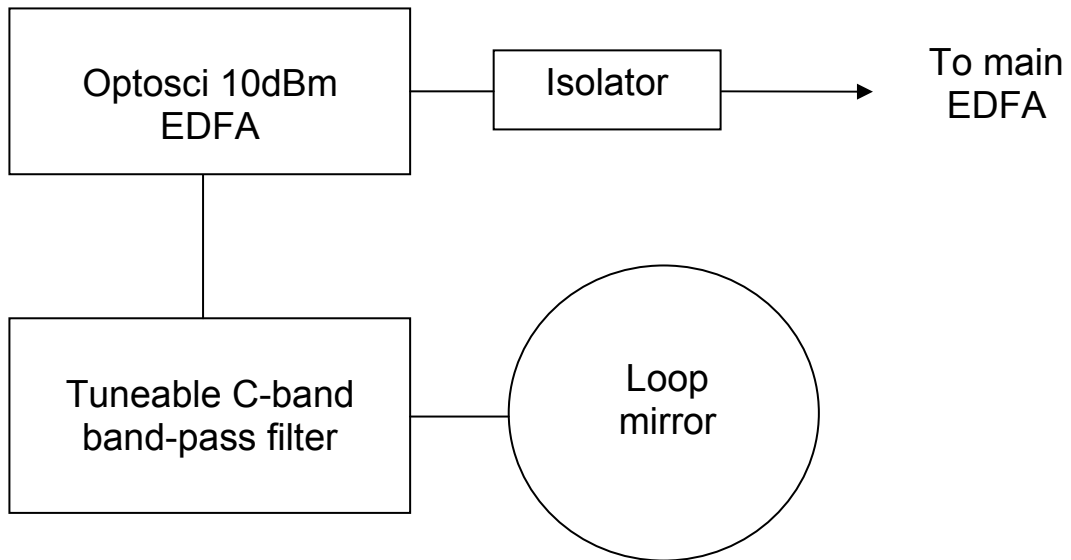 Optosci 10dBm
EDFA
Isolator
To main
EDFA
Tuneable C-band
band-pass filter
Loop
mirror